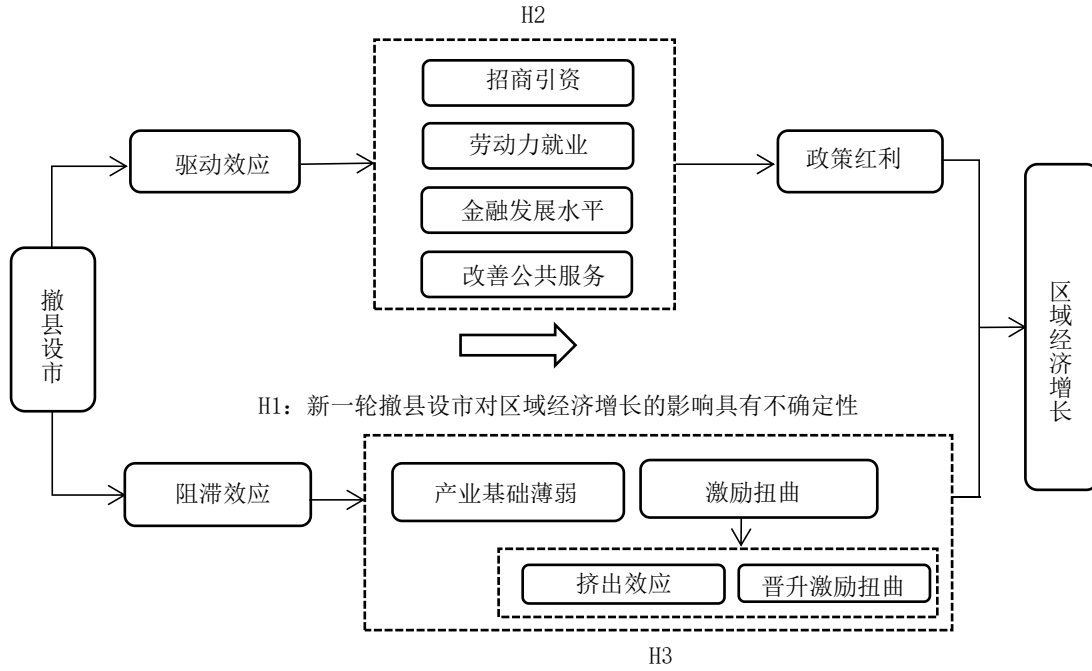 H2
招商引资
劳动力就业
金融发展水平
改善公共服务
驱动效应
政策红利
撤县设市
区域经济增长
H1: 新一轮撤县设市对区域经济增长的影响具有不确定性
阻滞效应
产业基础薄弱
激励扭曲
挤出效应
晋升激励扭曲
H3